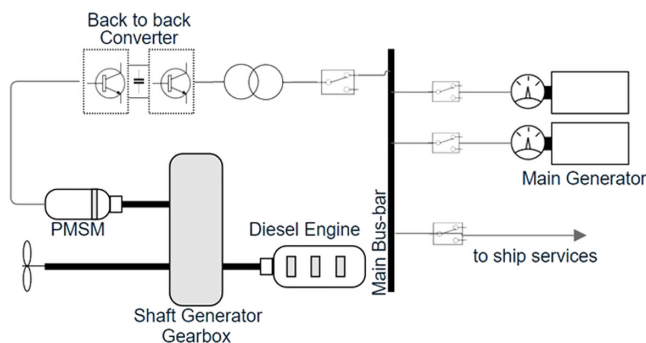 Back to back
Converter
Main Generator
PMSM
Diesel Engine
Main Bus-bar
to ship services
Shaft Generator
Gearbox